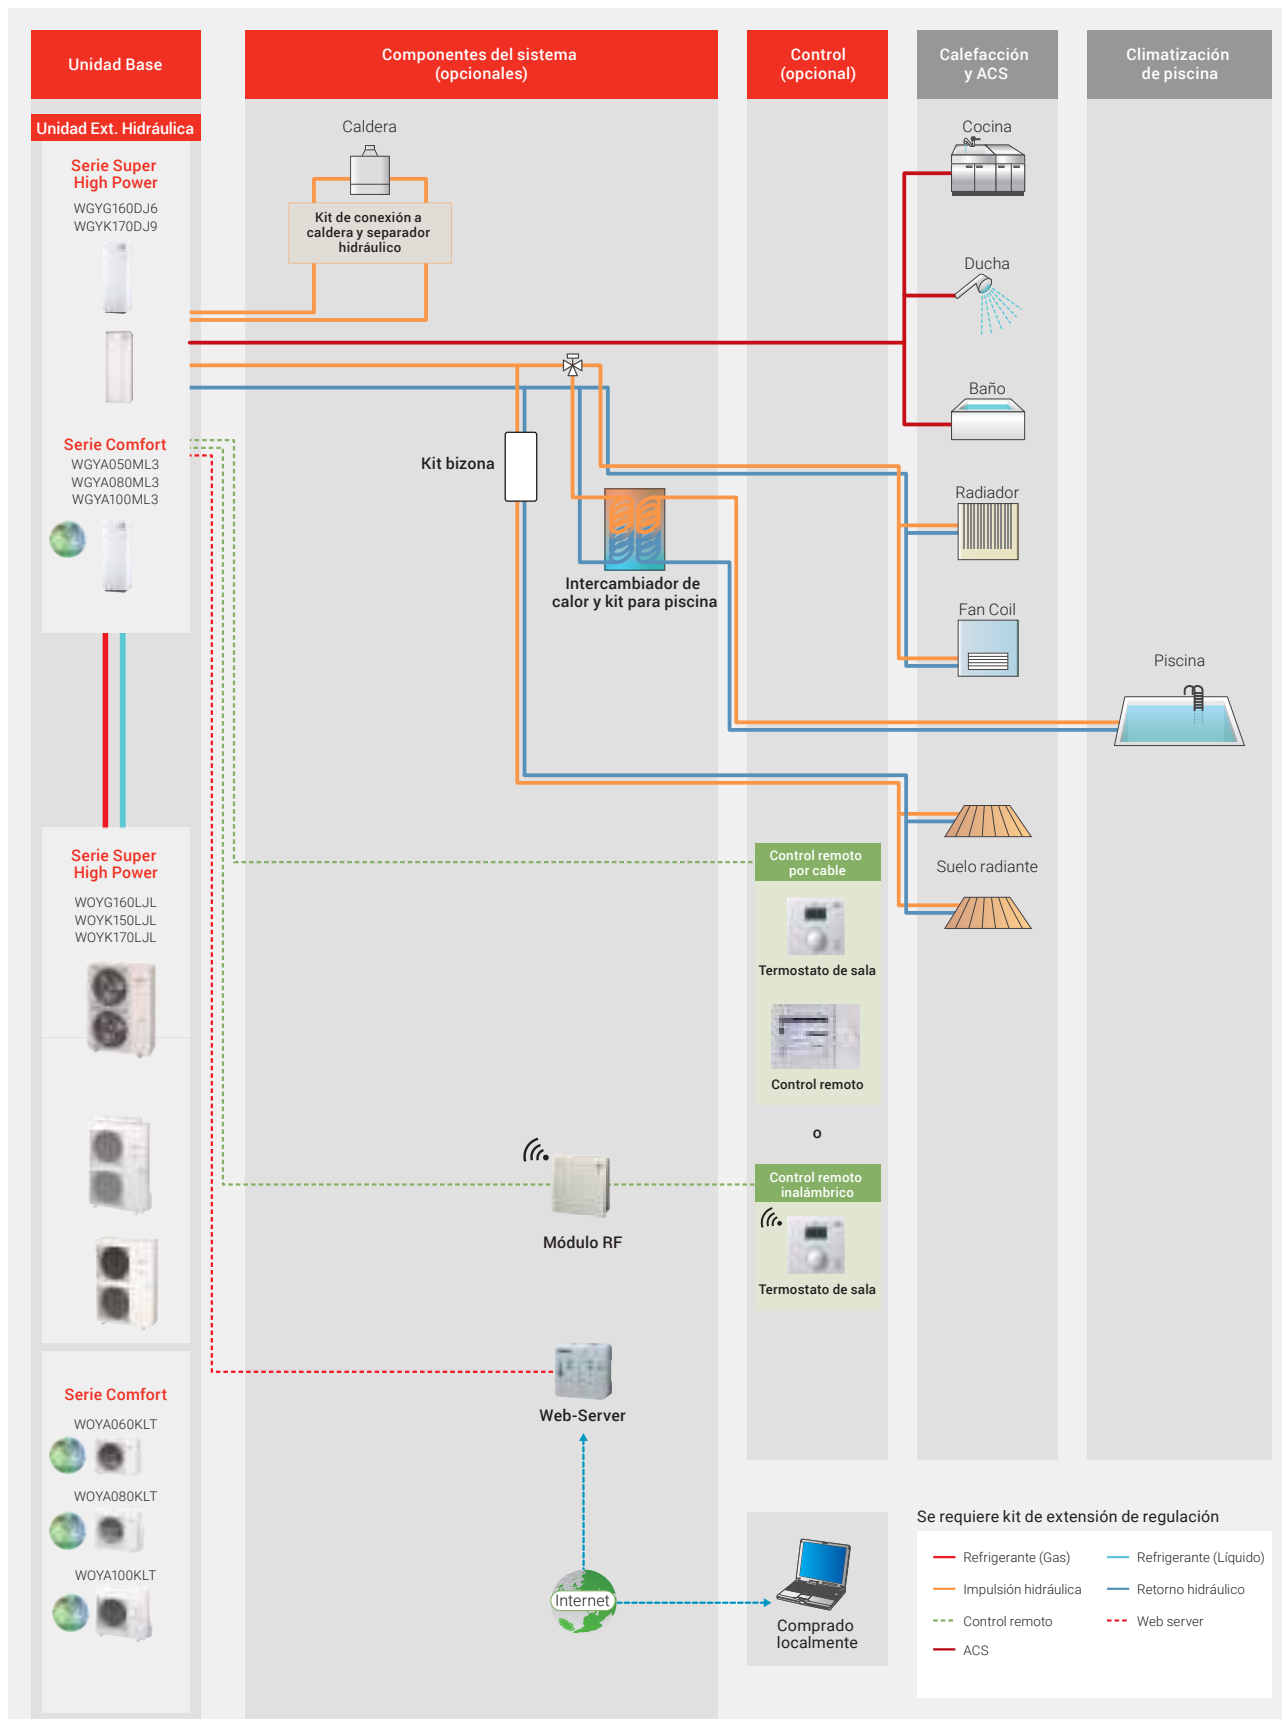 Unidad Base
Componentes del sistema
(opcionales)
Control
(opcional)
Calefacción
y ACS
Climatización
de piscina
Unidad Ext. Hidráulica
Serie Super
High Power
WGYG160DJ6
WGYK170DJ9
Serie Comfort
WGYA050ML3
WGYA080ML3
WGYA100ML3
Serie Super
High Power
WOYG160LJL
WOYK150LJL
WOYK170LJL
Serie Comfort
WOYA060KLT
WOYA080KLT
WOYA100KLT
Caldera
Kit de conexión a
caldera y separador
hidráulico
Kit bizona
Intercambiador de
calor y kit para piscina
Módulo RF
Web-Server
Internet
Control remoto
por cable
Termostato de sala
Control remoto
o
Control remoto
inalámbrico
Termostato de sala
Comprado
localmente
Cocina
Ducha
Baño
Radiador
Fan Coil
Suelo radiante
Piscina
Se requiere kit de extensión de regulación
Refrigerante (Gas)
Refrigerante (Líquido)
Impulsión hidráulica
Retorno hidráulico
Control remoto
Web server
ACS